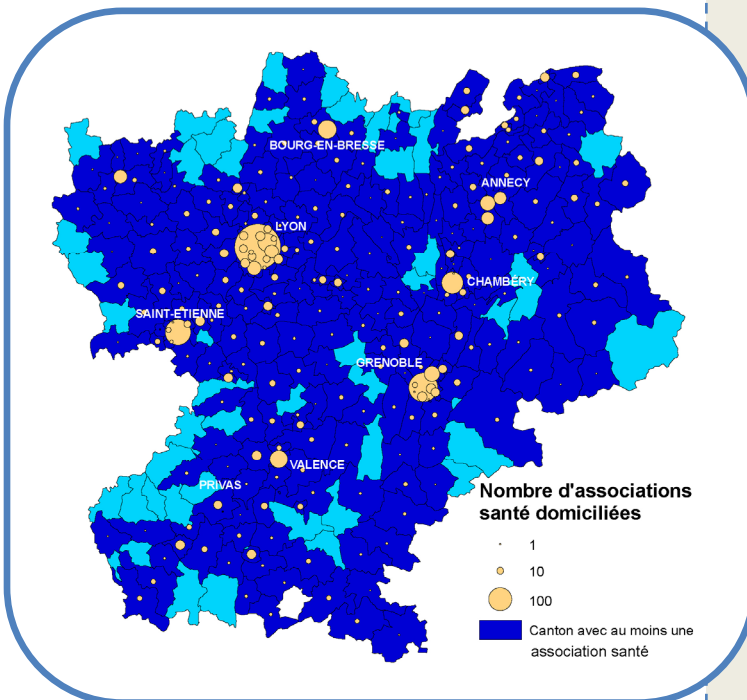 BOURG-EN-BRESSE
ANNECY
LYON
CHAMBÉRY
SAINT-ETIENNE
GRENOBLE
VALENCE
PRIVAS
Nombre d'associations
santé domiciliées
1
10
100
Canton avec au moins une
association santé